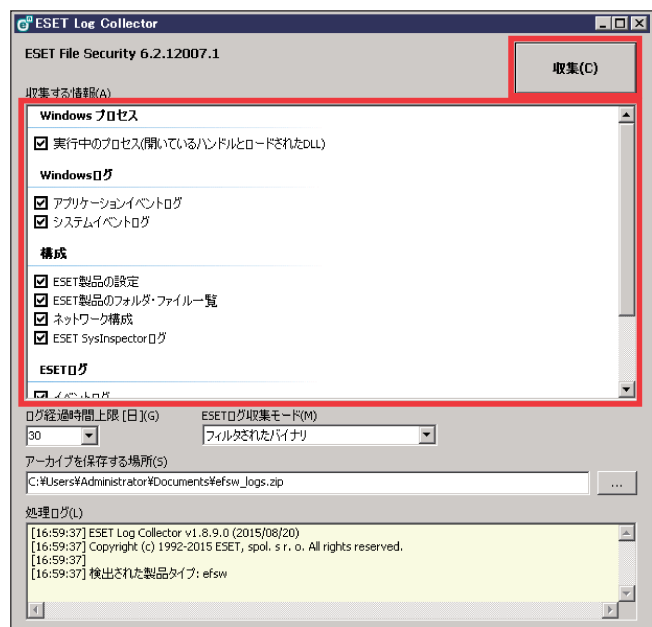 ESET Log Collector
ESET File Security 6.2.12007.1
収集(C)
収集する情報(A)
Windows プロセス
実行中のプロセス(開いているハンドルとロードされたDLL)
Windowsログ
アプリケーションイベントログ
システムイベントログ
構成
ESET製品の設定
ESET製品のフォルダ・ファイル一覧
ネットワーク構成
ESET SysInspectorログ
ESETログ
イベントログ
ログ経過時間上限 [日](G)
ESETログ収集モード(M)
30
フィルタされたバイナリ
アーカイブを保存する場所(S)
C:¥Users¥Administrator¥Documents¥efsw_logs.zip
...
処理ログ(L)
[16:59:37] ESET Log Collector v1.8.9.0 (2015/08/20)
[16:59:37] Copyright (c) 1992-2015 ESET, spol. s r. o. All rights reserved.
[16:59:37]
[16:59:37] 検出された製品タイプ: efsw